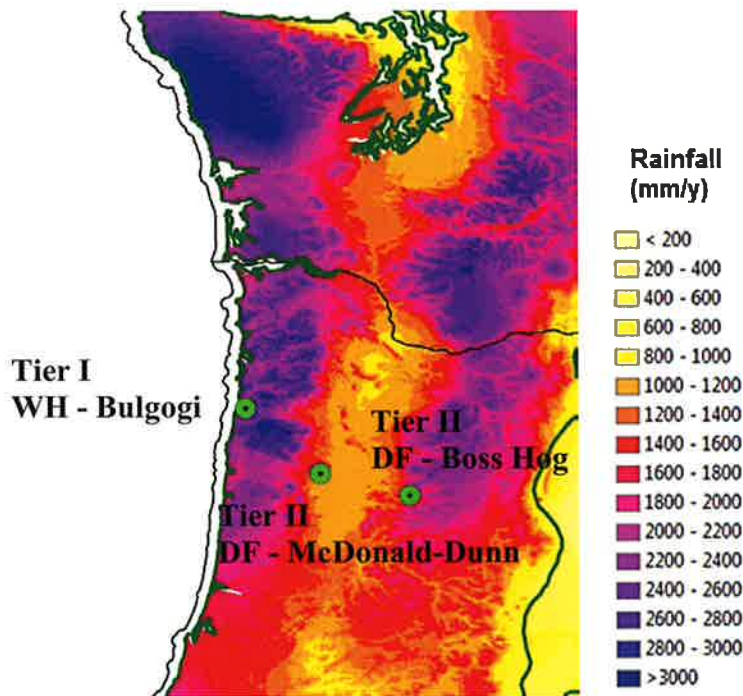 Rainfall
(mm/y)
< 200
200 - 400
400 - 600
600 - 800
800 - 1000
1000 - 1200
1200 - 1400
1400 - 1600
1600 - 1800
1800 - 2000
2000 - 2200
2200 - 2400
2400 - 2600
2600 - 2800
2800 - 3000
>3000
Tier I
WH - Bulgogi
Tier II
DF - Boss Hog
Tier II
DF - McDonald-Dunn